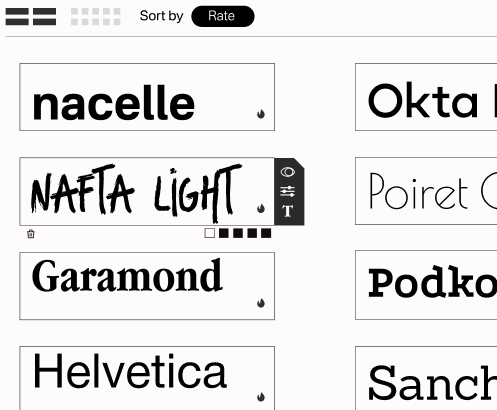 Sort by Rate
nacelle
Okta
NAFTA LiGHT
T
Poiret
Garamond
Podko
Helvetica
Sanch